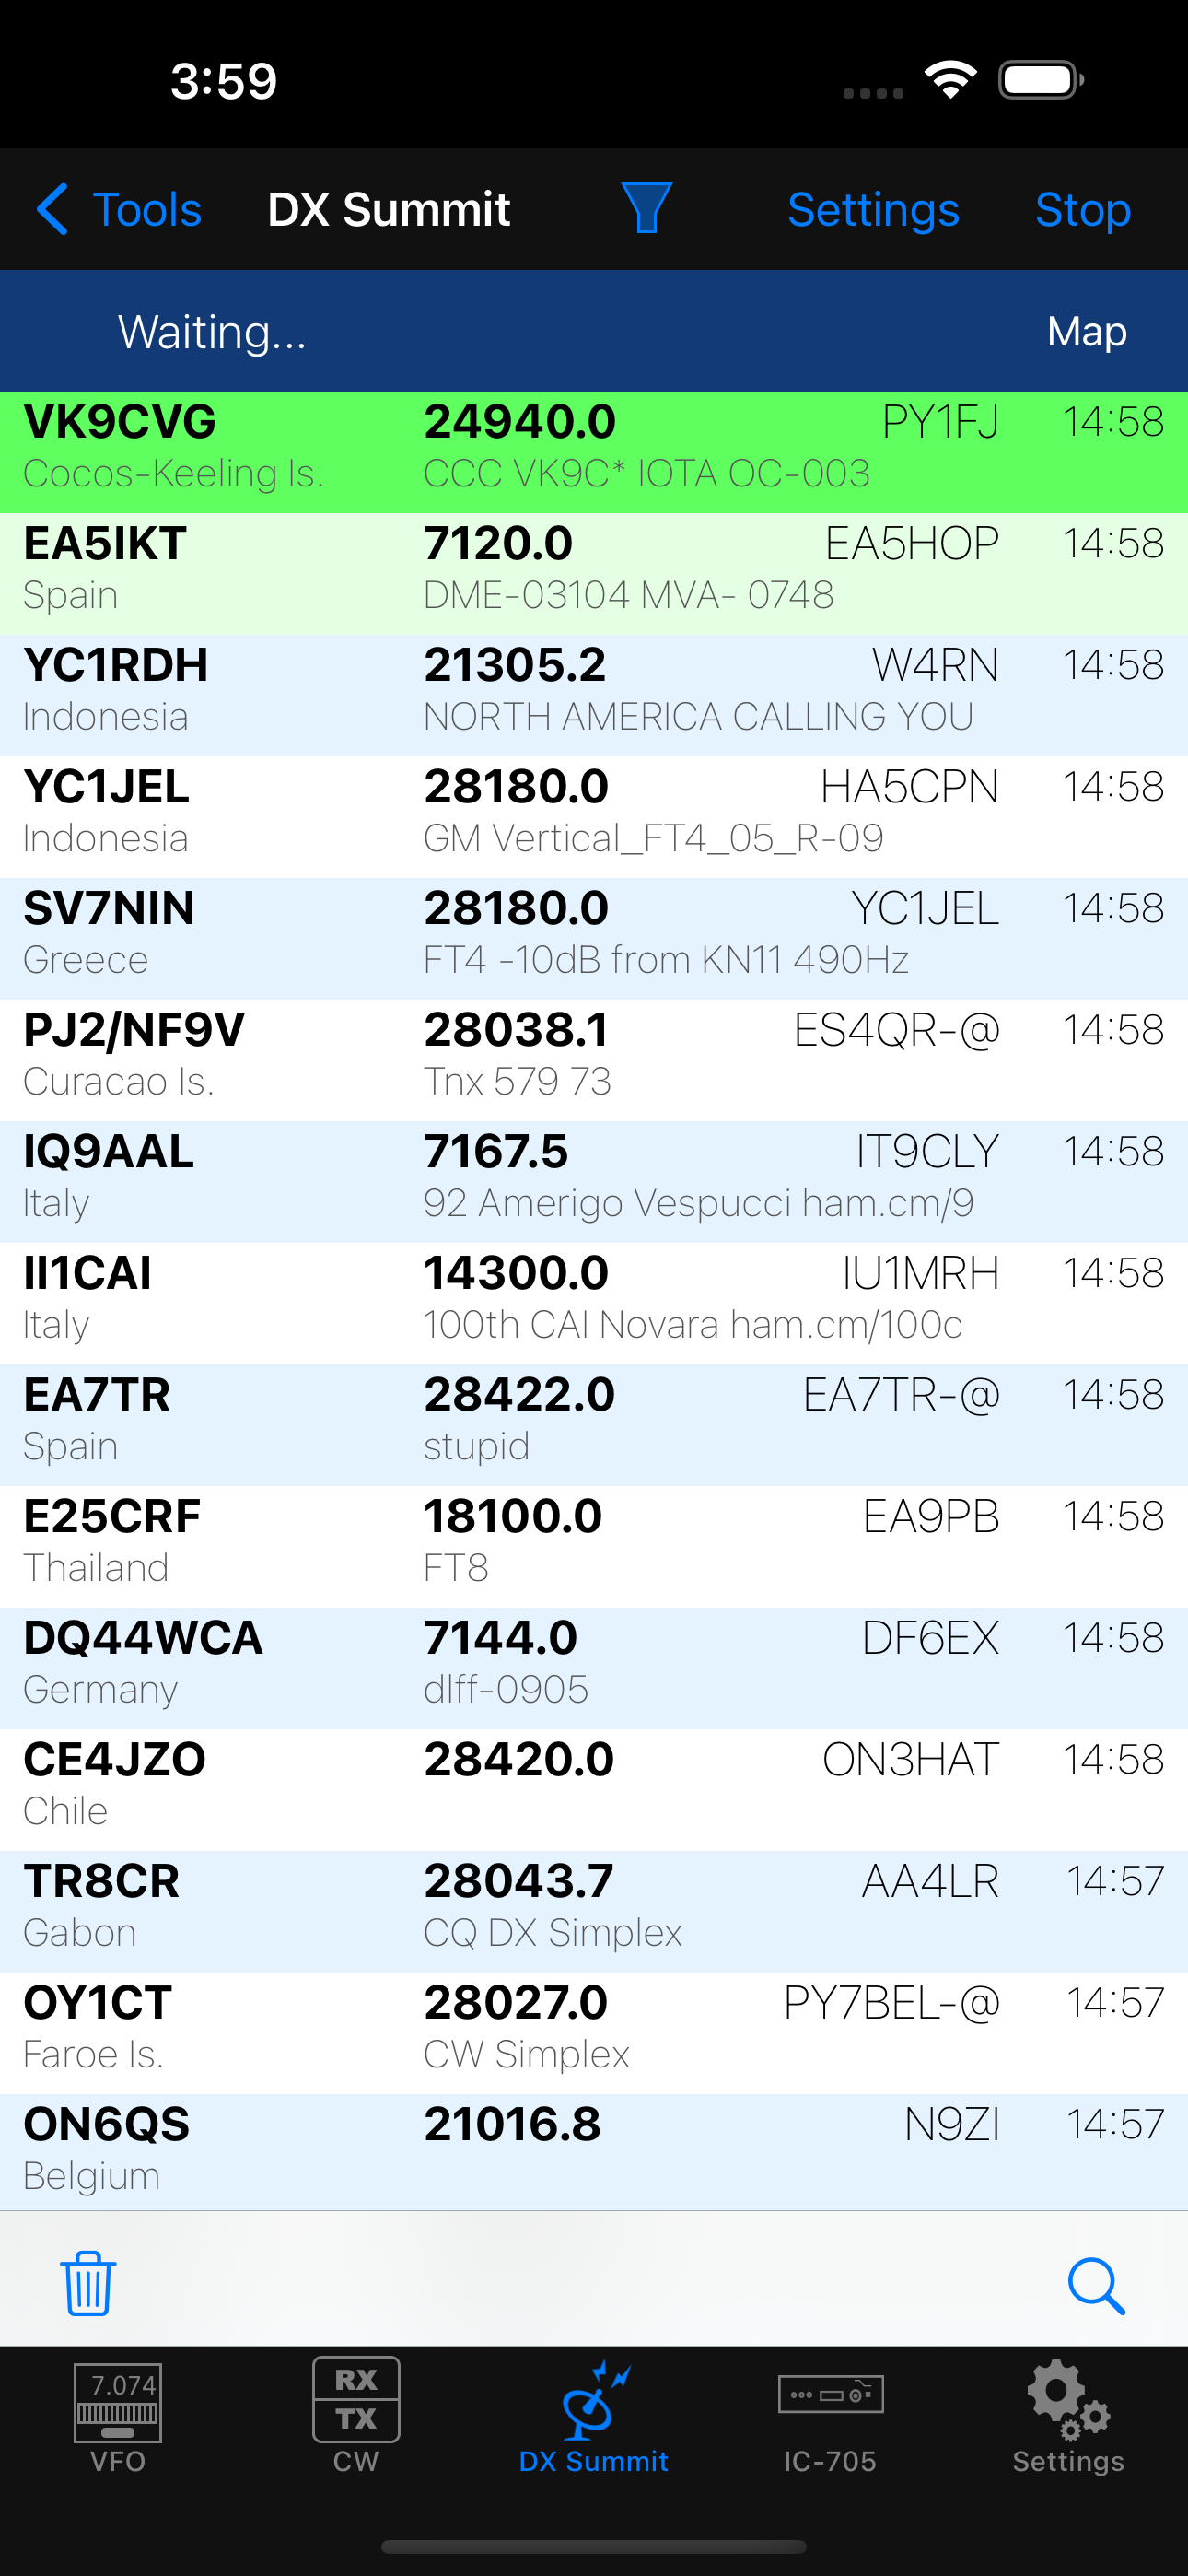 3:59
Tools DX Summit Settings Stop
Waiting... Map
VK9CVG 24940.0 PY1FJ 14:58
Cocos-Keeling Is. CCC VK9C* IOTA OC-003
EA5IKT 7120.0 EA5HOP 14:58
Spain DME-03104 MVA- 0748
YC1RDH 21305.2 W4RN 14:58
Indonesia NORTH AMERICA CALLING YOU
YC1JEL 28180.0 HA5CPN 14:58
Indonesia GM Vertical_FT4_05_R-09
SV7NIN 28180.0 YC1JEL 14:58
Greece FT4 -10dB from KN11 490Hz
PJ2/NF9V 28038.1 ES4QR-@ 14:58
Curacao Is. Tnx 579 73
IQ9AAL 7167.5 IT9CLY 14:58
Italy 92 Amerigo Vespucci ham.cm/9
II1CAI 14300.0 IU1MRH 14:58
Italy 100th CAI Novara ham.cm/100c
EA7TR 28422.0 EA7TR-@ 14:58
Spain stupid
E25CRF 18100.0 EA9PB 14:58
Thailand FT8
DQ44WCA 7144.0 DF6EX 14:58
Germany dlff-0905
CE4JZO 28420.0 ON3HAT 14:58
Chile
TR8CR 28043.7 AA4LR 14:57
Gabon CQ DX Simplex
OY1CT 28027.0 PY7BEL-@ 14:57
Faroe Is. CW Simplex
ON6QS 21016.8 N9ZI 14:57
Belgium
7.074 RX
TX
VFO CW DX Summit IC-705 Settings